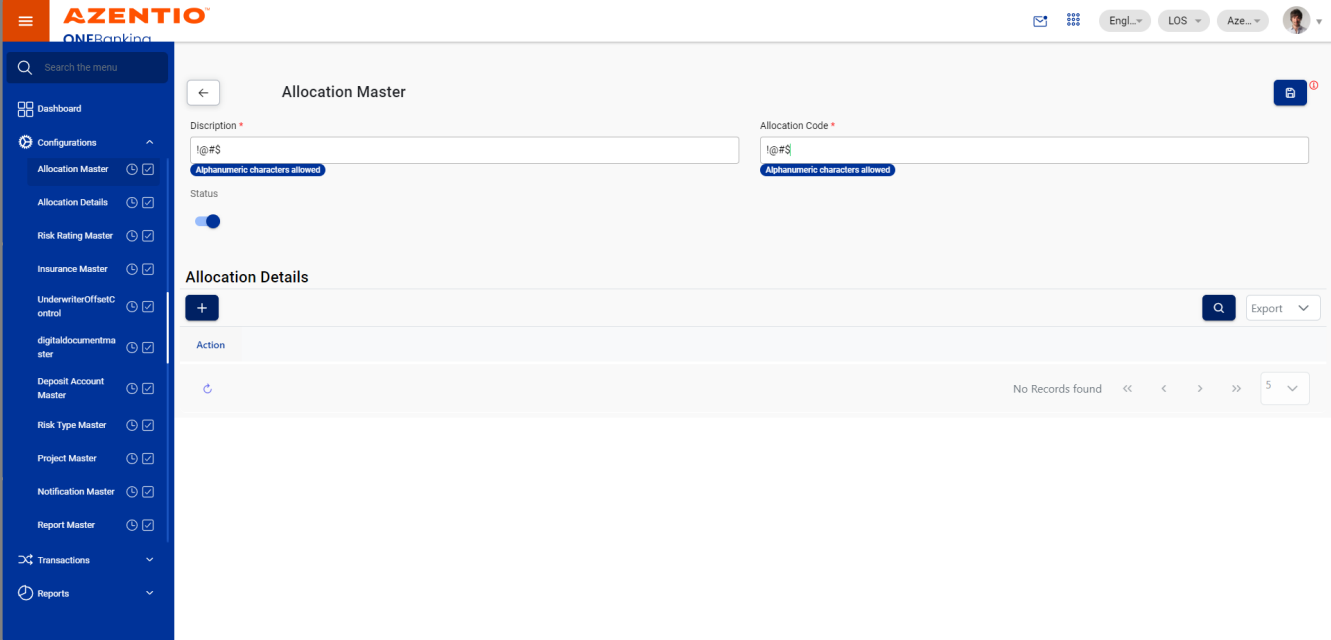 AZENTIO™
ONEBanking
Engl...
LOS
Aze...
Search the menu
Dashboard
Configurations
Allocation Master
Allocation Details
Risk Rating Master
Insurance Master
UnderwriterOffsetC
ontrol
digitaldocumentma
ster
Deposit Account
Master
Risk Type Master
Project Master
Notification Master
Report Master
Transactions
Reports
Allocation Master
Discription *
!@#$
Alphanumeric characters allowed
Allocation Code *
!@#$
Alphanumeric characters allowed
Status
Allocation Details
Export
Action
No Records found
5